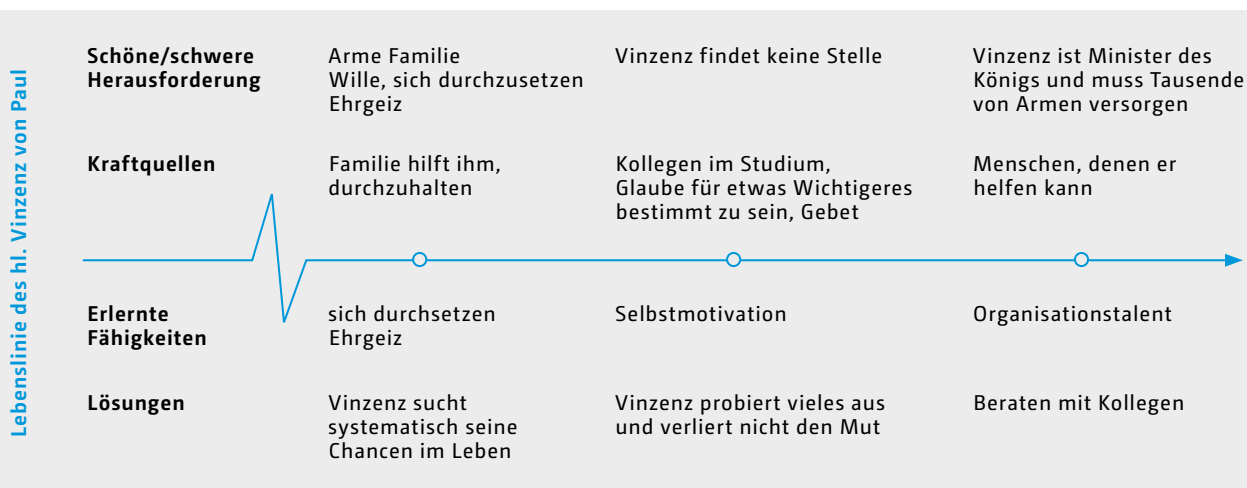 Lebenslinie des hl. Vinzenz von Paul
Schöne/schwere
Herausforderung
Arme Familie
Wille, sich durchzusetzen
Ehrgeiz
Vinzenz findet keine Stelle
Vinzenz ist Minister des
Königs und muss Tausende
von Armen versorgen
Kraftquellen
Familie hilft ihm,
durchzuhalten
Kollegen im Studium,
Glaube für etwas Wichtigeres
bestimmt zu sein, Gebet
Menschen, denen er
helfen kann
Erlernte
Fähigkeiten
sich durchsetzen
Ehrgeiz
Selbstmotivation
Organisationstalent
Lösungen
Vinzenz sucht
systematisch seine
Chancen im Leben
Vinzenz probiert vieles aus
und verliert nicht den Mut
Beraten mit Kollegen